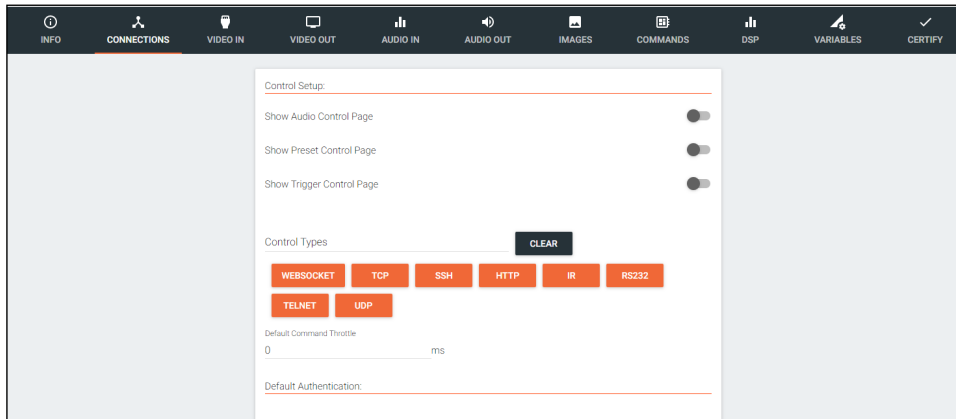 INFO CONNECTIONS VIDEO IN VIDEO OUT AUDIO IN AUDIO OUT IMAGES COMMANDS DSP VARIABLES CERTIFY
Control Setup:
Show Audio Control Page
Show Preset Control Page
Show Trigger Control Page
Control Types CLEAR
WEBSOCKET TCP SSH HTTP IR RS232
TELNET UDP
Default Command Throttle
0 ms
Default Authentication: